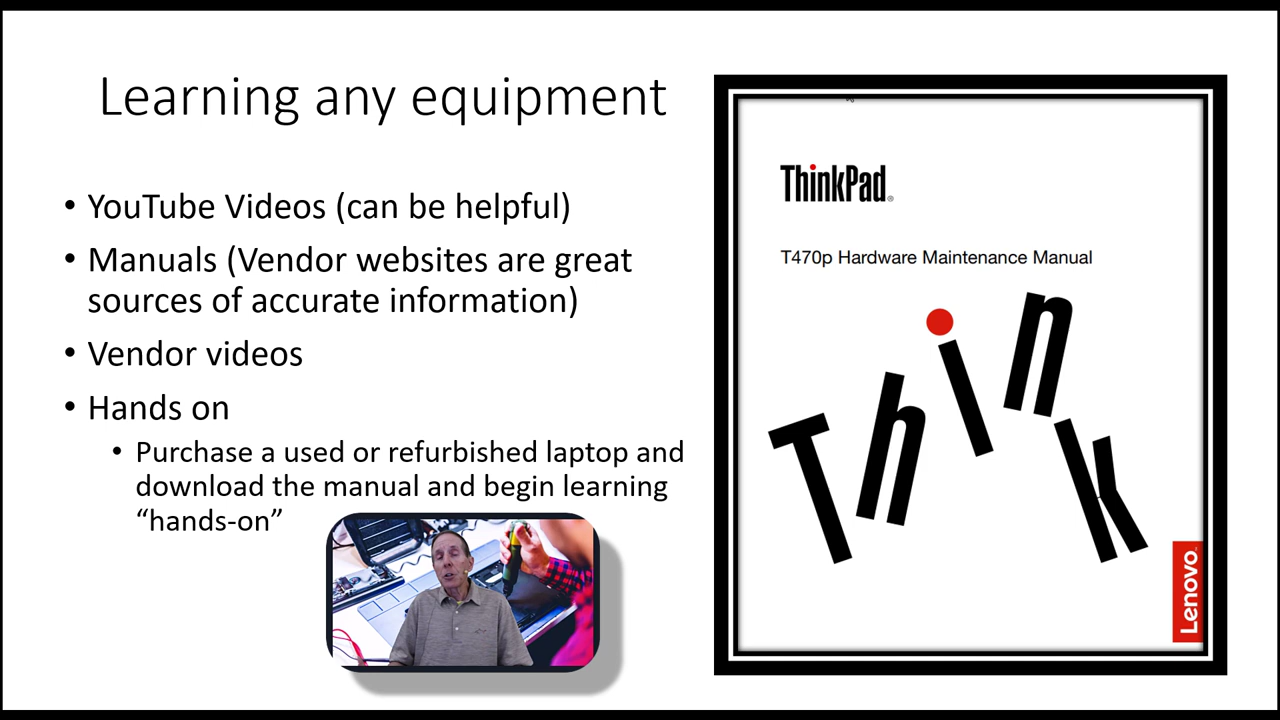 Learning any equipment
• YouTube Videos (can be helpful)
• Manuals (Vendor websites are great
sources of accurate information)
• Vendor videos
• Hands on
• Purchase a used or refurbished laptop and
download the manual and begin learning
“hands-on”
ThinkPad®
T470p Hardware Maintenance Manual
Think
Lenovo